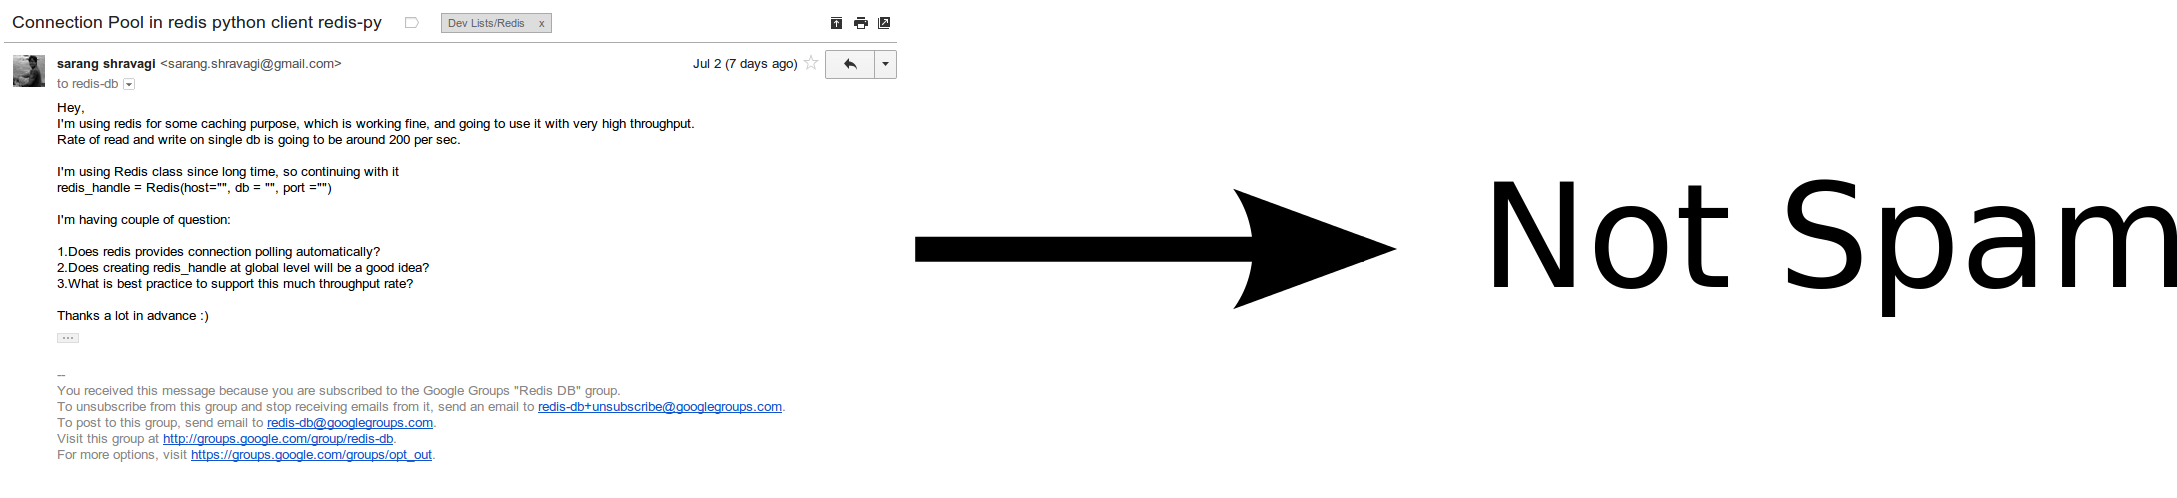 Connection Pool in redis python client redis-py
Dev Lists/Redis x
sarang shravagi <sarang.shravagi@gmail.com>
Jul 2 (7 days ago)
to redis-db
Hey,
I'm using redis for some caching purpose, which is working fine, and going to use it with very high throughput.
Rate of read and write on single db is going to be around 200 per sec.
I'm using Redis class since long time, so continuing with it
redis_handle = Redis(host="", db = "", port ="")
I'm having couple of question:
1.Does redis provides connection polling automatically?
2.Does creating redis_handle at global level will be a good idea?
3.What is best practice to support this much throughput rate?
Thanks a lot in advance :)
--
You received this message because you are subscribed to the Google Groups "Redis DB" group.
To unsubscribe from this group and stop receiving emails from it, send an email to redis-db+unsubscribe@googlegroups.com.
To post to this group, send email to redis-db@googlegroups.com.
Visit this group at http://groups.google.com/group/redis-db.
For more options, visit https://groups.google.com/groups/opt_out.
Not Spam